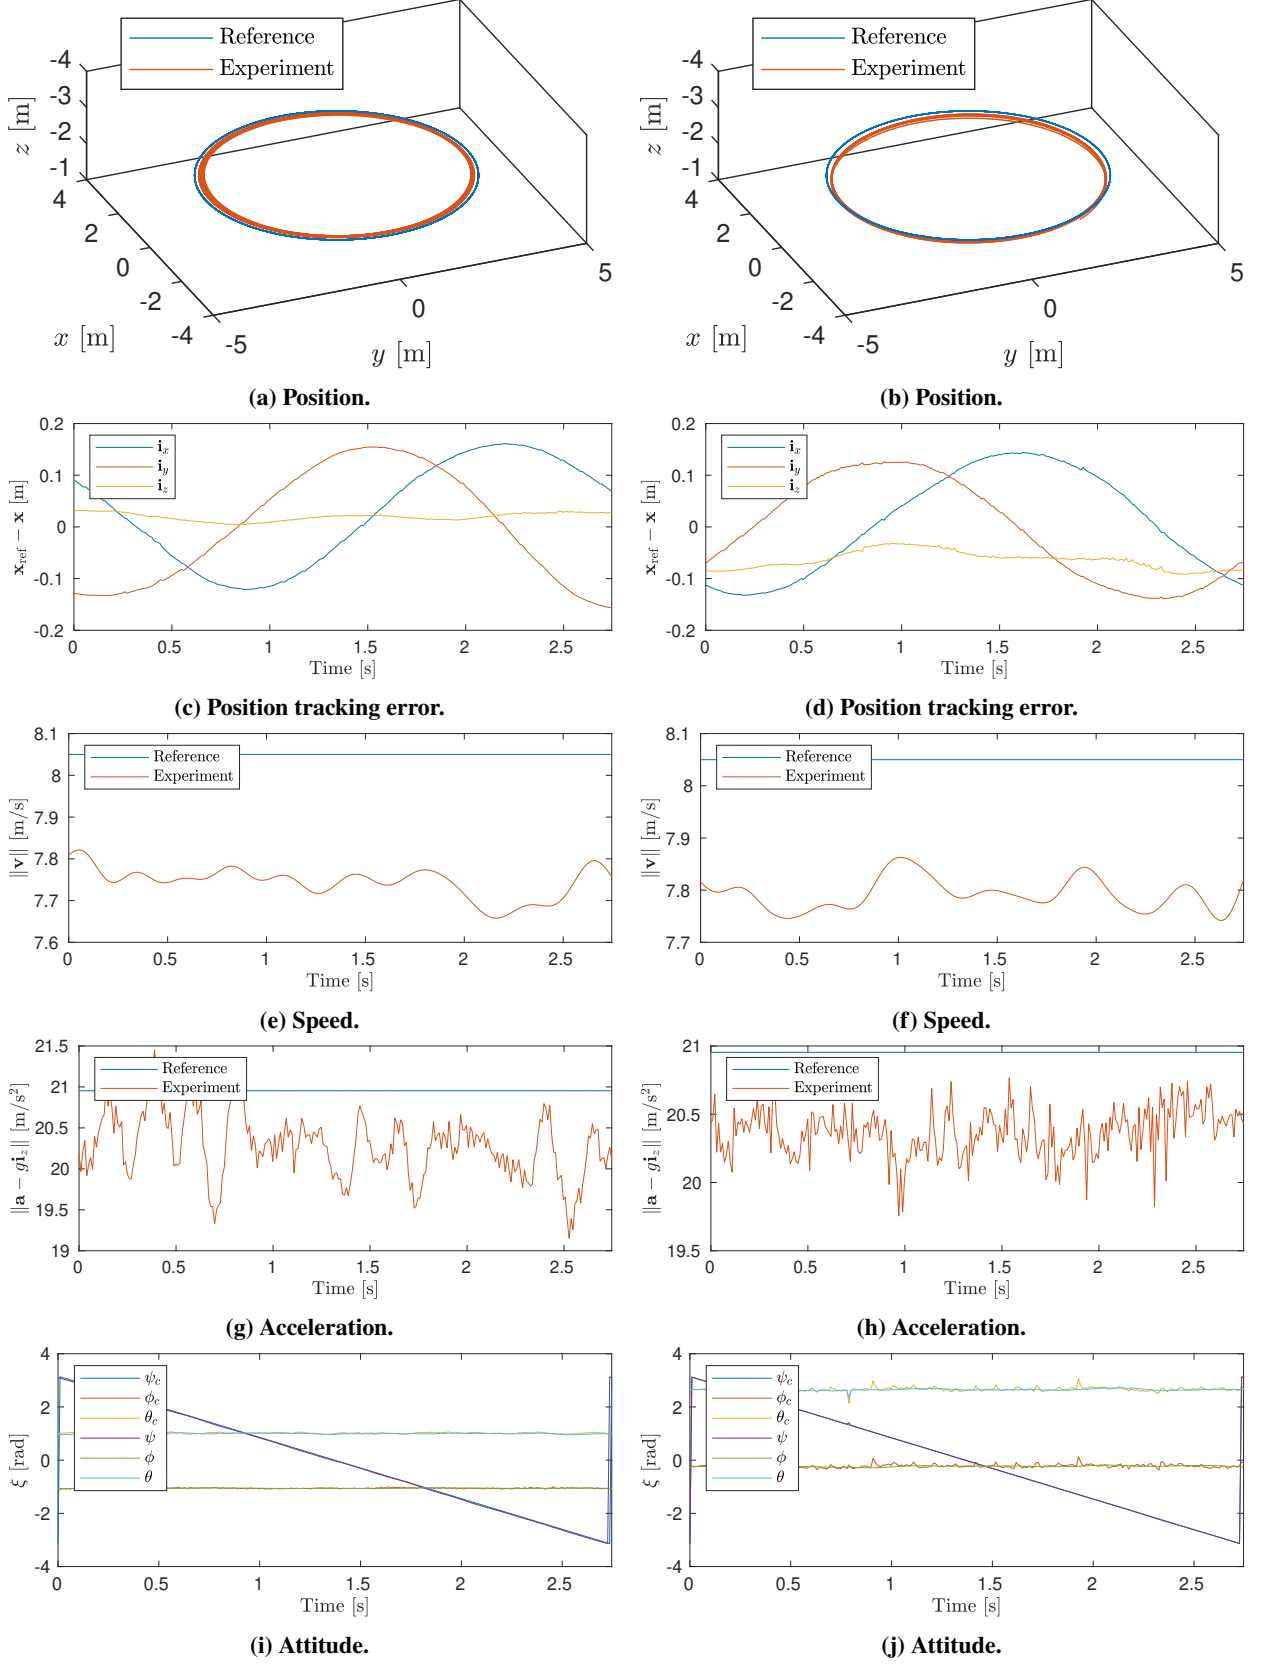 Reference
Experiment
-4
-3
-2
-1
z [m]
4
2
0
-2
-4
x [m]
-5
0
5
y [m]
(a) Position.
Reference
Experiment
-4
-3
-2
-1
z [m]
4
2
0
-2
-4
x [m]
-5
0
5
y [m]
(b) Position.
0.2
0.1
0
-0.1
-0.2
x_ref − x [m]
i_x
i_y
i_z
0 0.5 1 1.5 2 2.5
Time [s]
(c) Position tracking error.
0.2
0.1
0
-0.1
-0.2
x_ref − x [m]
i_x
i_y
i_z
0 0.5 1 1.5 2 2.5
Time [s]
(d) Position tracking error.
8.1
8
7.9
7.8
7.7
7.6
||v|| [m/s]
Reference
Experiment
0 0.5 1 1.5 2 2.5
Time [s]
(e) Speed.
8.1
8
7.9
7.8
7.7
||v|| [m/s]
Reference
Experiment
0 0.5 1 1.5 2 2.5
Time [s]
(f) Speed.
21.5
21
20.5
20
19.5
19
||a − gi_z|| [m/s²]
Reference
Experiment
0 0.5 1 1.5 2 2.5
Time [s]
(g) Acceleration.
21
20.5
20
19.5
||a − gi_z|| [m/s²]
Reference
Experiment
0 0.5 1 1.5 2 2.5
Time [s]
(h) Acceleration.
4
2
0
-2
-4
ξ [rad]
ψ_c
ϕ_c
θ_c
ψ
ϕ
θ
0 0.5 1 1.5 2 2.5
Time [s]
(i) Attitude.
4
2
0
-2
-4
ξ [rad]
ψ_c
ϕ_c
θ_c
ψ
ϕ
θ
0 0.5 1 1.5 2 2.5
Time [s]
(j) Attitude.